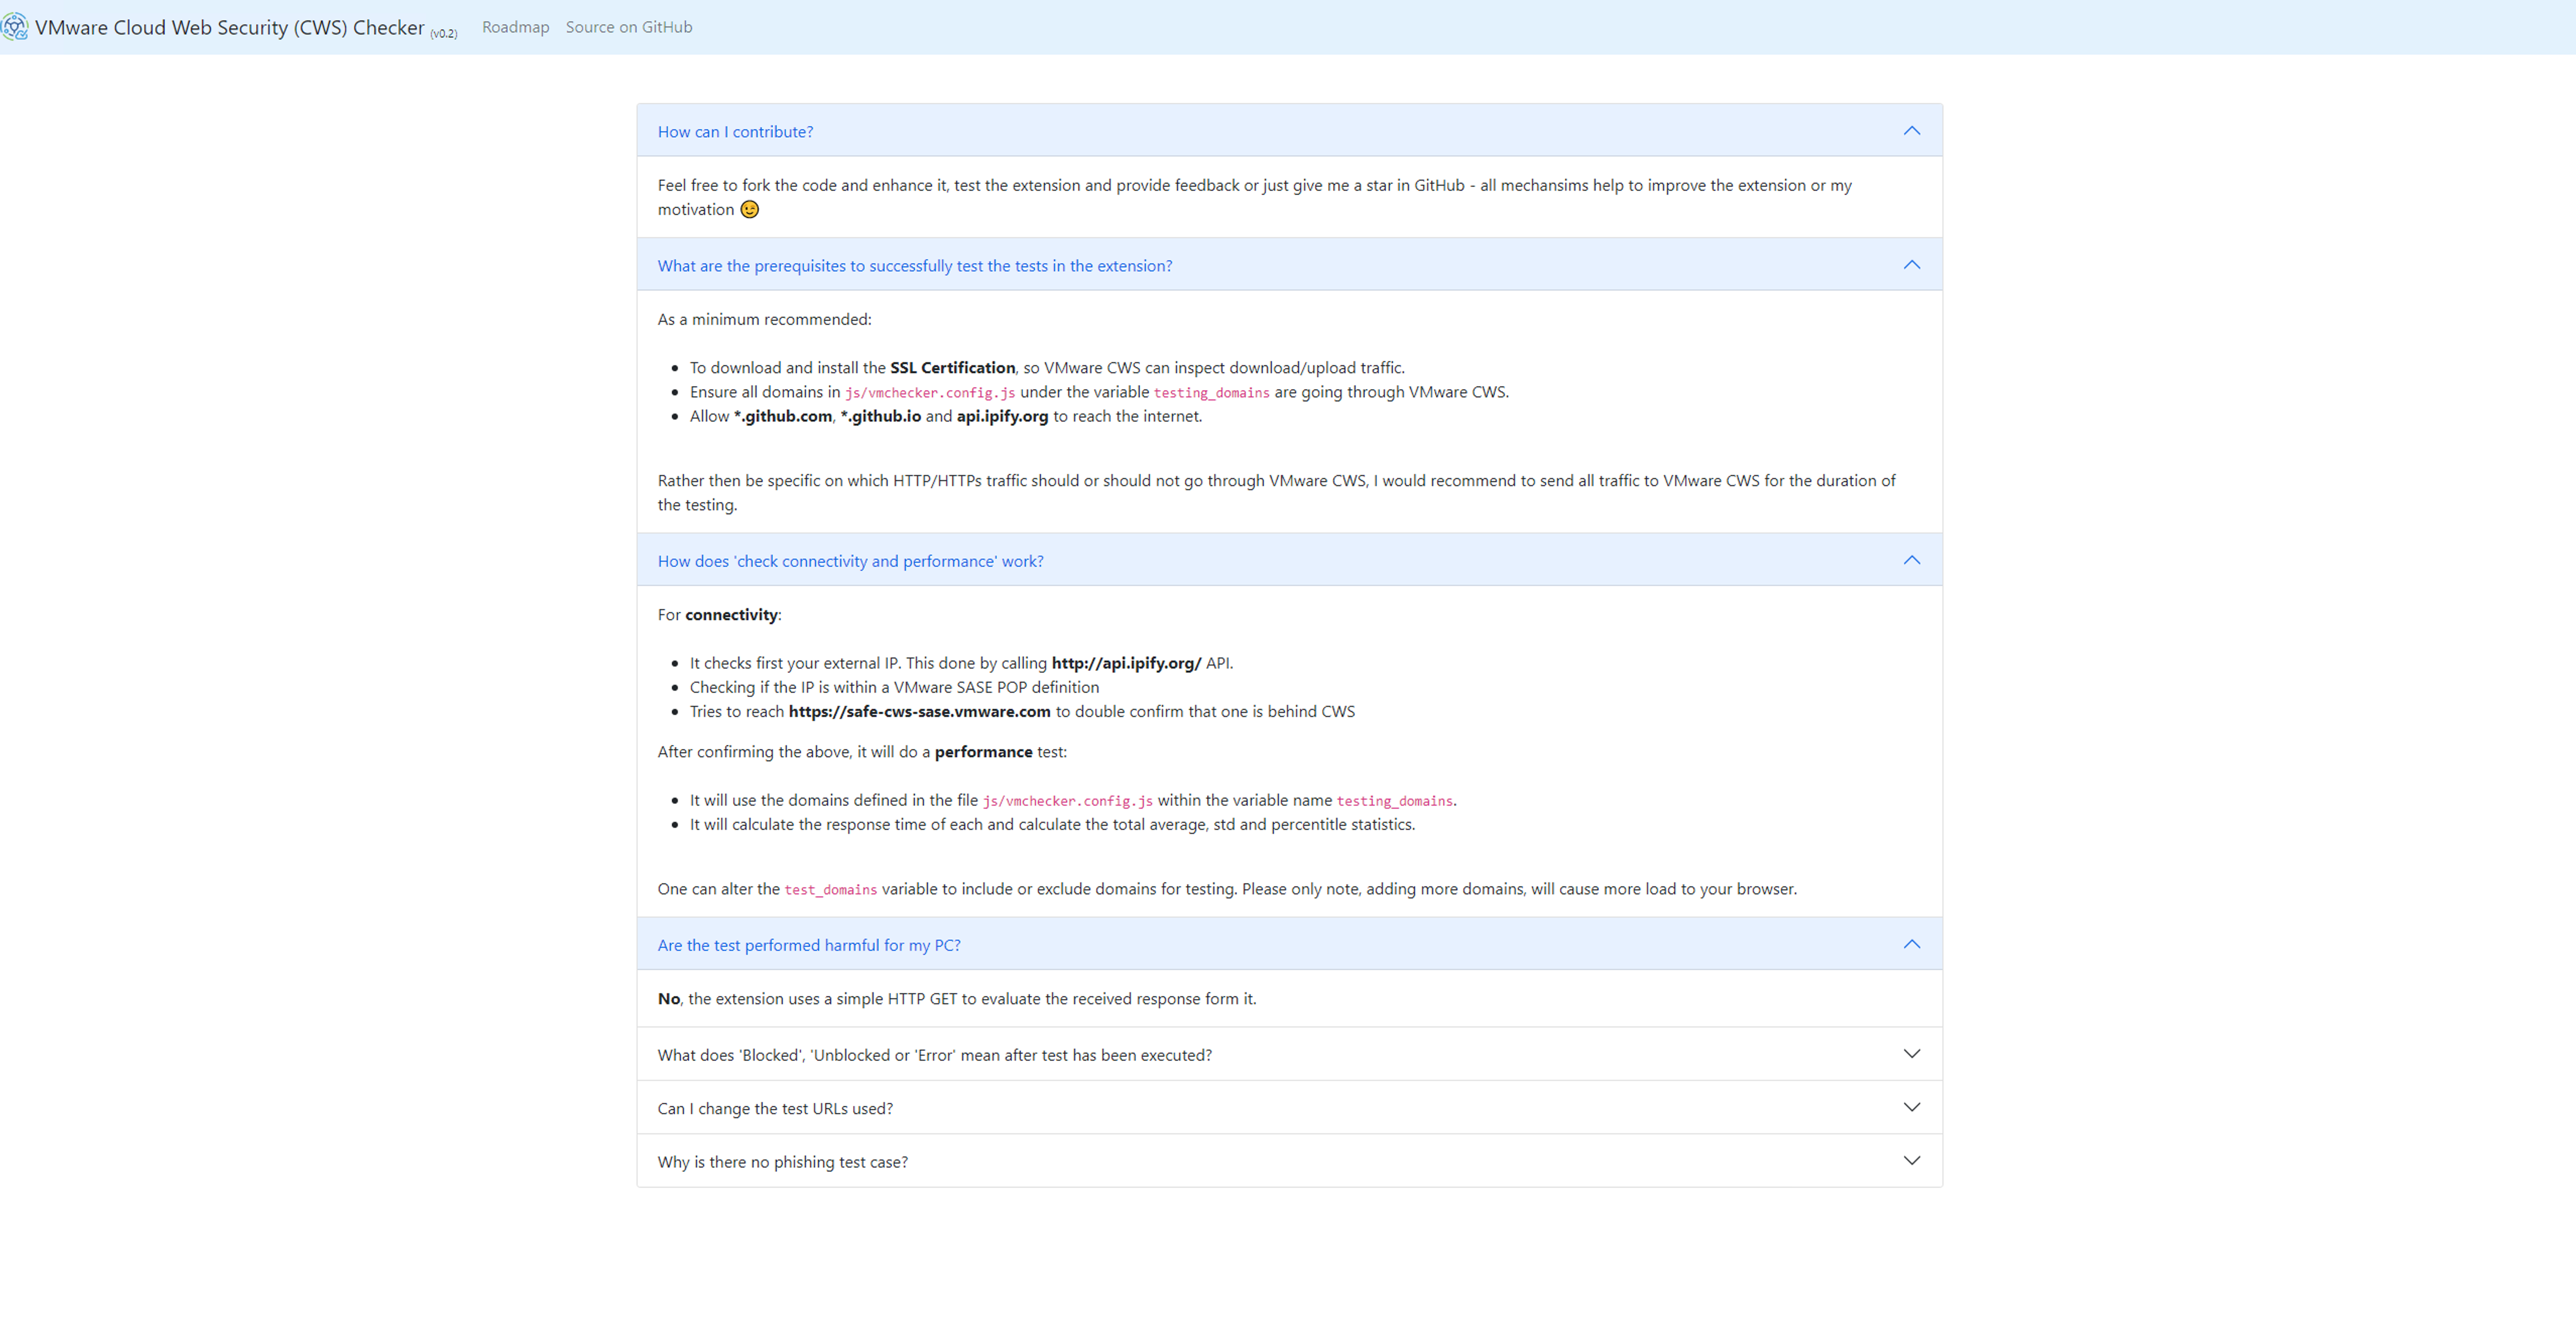 VMware Cloud Web Security (CWS) Checker (v0.2) Roadmap Source on GitHub
How can I contribute?
Feel free to fork the code and enhance it, test the extension and provide feedback or just give me a star in GitHub - all mechansims help to improve the extension or my
motivation 😉
What are the prerequisites to successfully test the tests in the extension?
As a minimum recommended:
• To download and install the SSL Certification, so VMware CWS can inspect download/upload traffic.
• Ensure all domains in js/vmchecker.config.js under the variable testing_domains are going through VMware CWS.
• Allow *.github.com, *.github.io and api.ipify.org to reach the internet.
Rather then be specific on which HTTP/HTTPs traffic should or should not go through VMware CWS, I would recommend to send all traffic to VMware CWS for the duration of
the testing.
How does 'check connectivity and performance' work?
For connectivity:
• It checks first your external IP. This done by calling http://api.ipify.org/ API.
• Checking if the IP is within a VMware SASE POP definition
• Tries to reach https://safe-cws-sase.vmware.com to double confirm that one is behind CWS
After confirming the above, it will do a performance test:
• It will use the domains defined in the file js/vmchecker.config.js within the variable name testing_domains.
• It will calculate the response time of each and calculate the total average, std and percentitle statistics.
One can alter the test_domains variable to include or exclude domains for testing. Please only note, adding more domains, will cause more load to your browser.
Are the test performed harmful for my PC?
No, the extension uses a simple HTTP GET to evaluate the received response form it.
What does 'Blocked', 'Unblocked or 'Error' mean after test has been executed?
Can I change the test URLs used?
Why is there no phishing test case?